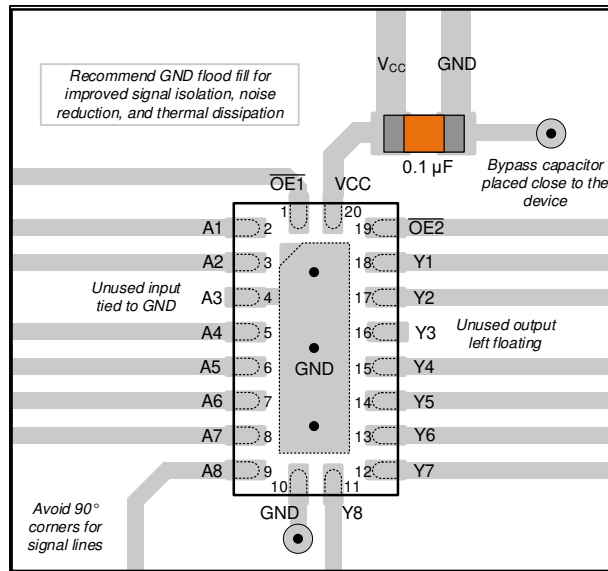 V_CC GND
Recommend GND flood fill for
improved signal isolation, noise
reduction, and thermal dissipation
0.1 µF
Bypass capacitor
placed close to the
device
O̅E̅1̅ VCC
1 20
A1 2 19 O̅E̅2̅
A2 3 18 Y1
Unused input
tied to GND
A3 4 17 Y2
A4 5 16 Y3
Unused output
left floating
A5 6 GND 15 Y4
A6 7 14 Y5
A7 8 13 Y6
A8 9 12 Y7
10 11
GND Y8
Avoid 90°
corners for
signal lines